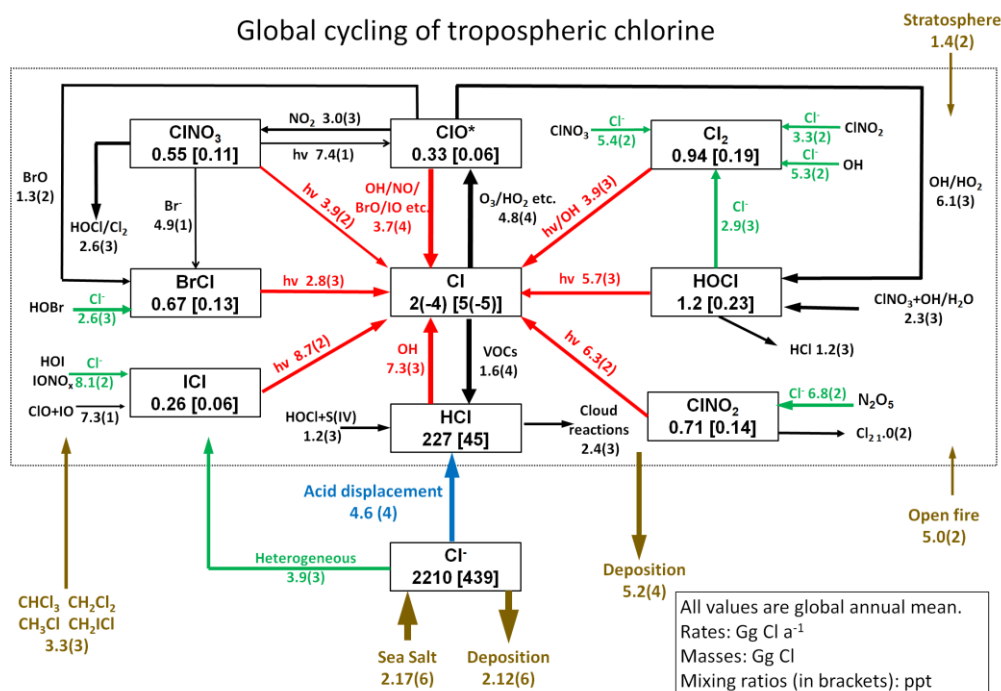 Global cycling of tropospheric chlorine
Stratosphere
1.4(2)
ClNO3
0.55 [0.11]
NO2 3.0(3)
hv 7.4(1)
ClO*
0.33 [0.06]
ClNO3
Cl-
5.4(2)
Cl2
0.94 [0.19]
Cl-
3.3(2)
ClNO2
Cl-
5.3(2)
OH
BrO
1.3(2)
HOCl/Cl2
2.6(3)
Br-
4.9(1)
hv 3.9(2)
OH/NO/
BrO/IO etc.
3.7(4)
O3/HO2 etc.
4.8(4)
hv/OH 3.9(3)
Cl-
2.9(3)
OH/HO2
6.1(3)
HOBr
Cl-
2.6(3)
BrCl
0.67 [0.13]
hv 2.8(3)
Cl
2(-4) [5(-5)]
hv 5.7(3)
HOCl
1.2 [0.23]
ClNO3+OH/H2O
2.3(3)
HCl 1.2(3)
HOI
IONOx
Cl-
8.1(2)
ClO+IO
7.3(1)
ICl
0.26 [0.06]
hv 8.7(2)
OH
7.3(3)
VOCs
1.6(4)
hv 6.3(2)
HOCl+S(IV)
1.2(3)
HCl
227 [45]
Cloud
reactions
2.4(3)
ClNO2
0.71 [0.14]
Cl- 6.8(2)
N2O5
Cl2 1.0(2)
Acid displacement
4.6 (4)
Heterogeneous
3.9(3)
Cl-
2210 [439]
Deposition
5.2(4)
Open fire
5.0(2)
CHCl3 CH2Cl2
CH3Cl CH2ICl
3.3(3)
Sea Salt
2.17(6)
Deposition
2.12(6)
All values are global annual mean.
Rates: Gg Cl a-1
Masses: Gg Cl
Mixing ratios (in brackets): ppt